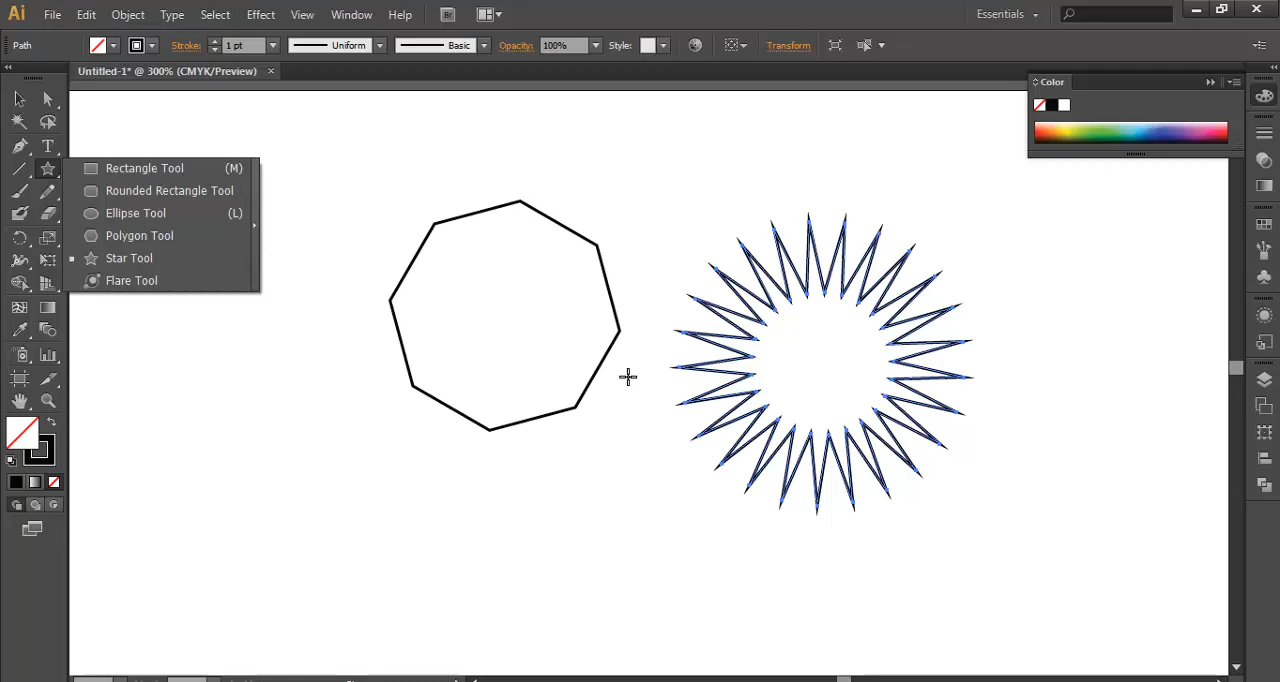 Ai File Edit Object Type Select Effect View Window Help Br Essentials
Path Stroke: 1 pt Uniform Basic Opacity: 100% Style: Transform
Untitled-1* @ 300% (CMYK/Preview) ×
Color
T
Rectangle Tool (M)
Rounded Rectangle Tool
Ellipse Tool (L)
Polygon Tool
Star Tool
Flare Tool